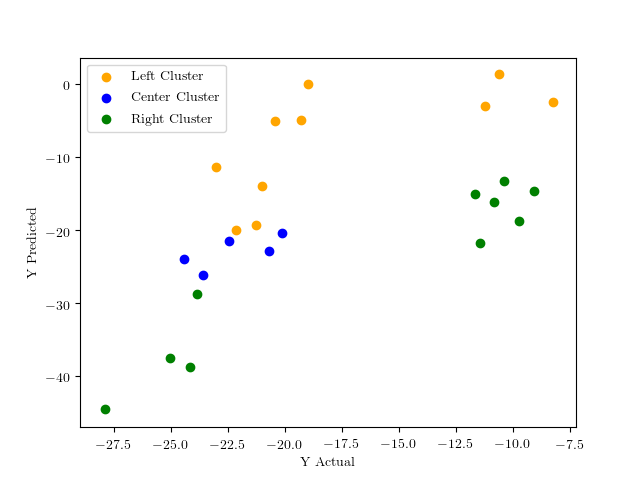 Left Cluster
Center Cluster
Right Cluster
0
−10
−20
−30
−40
Y Predicted
−27.5 −25.0 −22.5 −20.0 −17.5 −15.0 −12.5 −10.0 −7.5
Y Actual